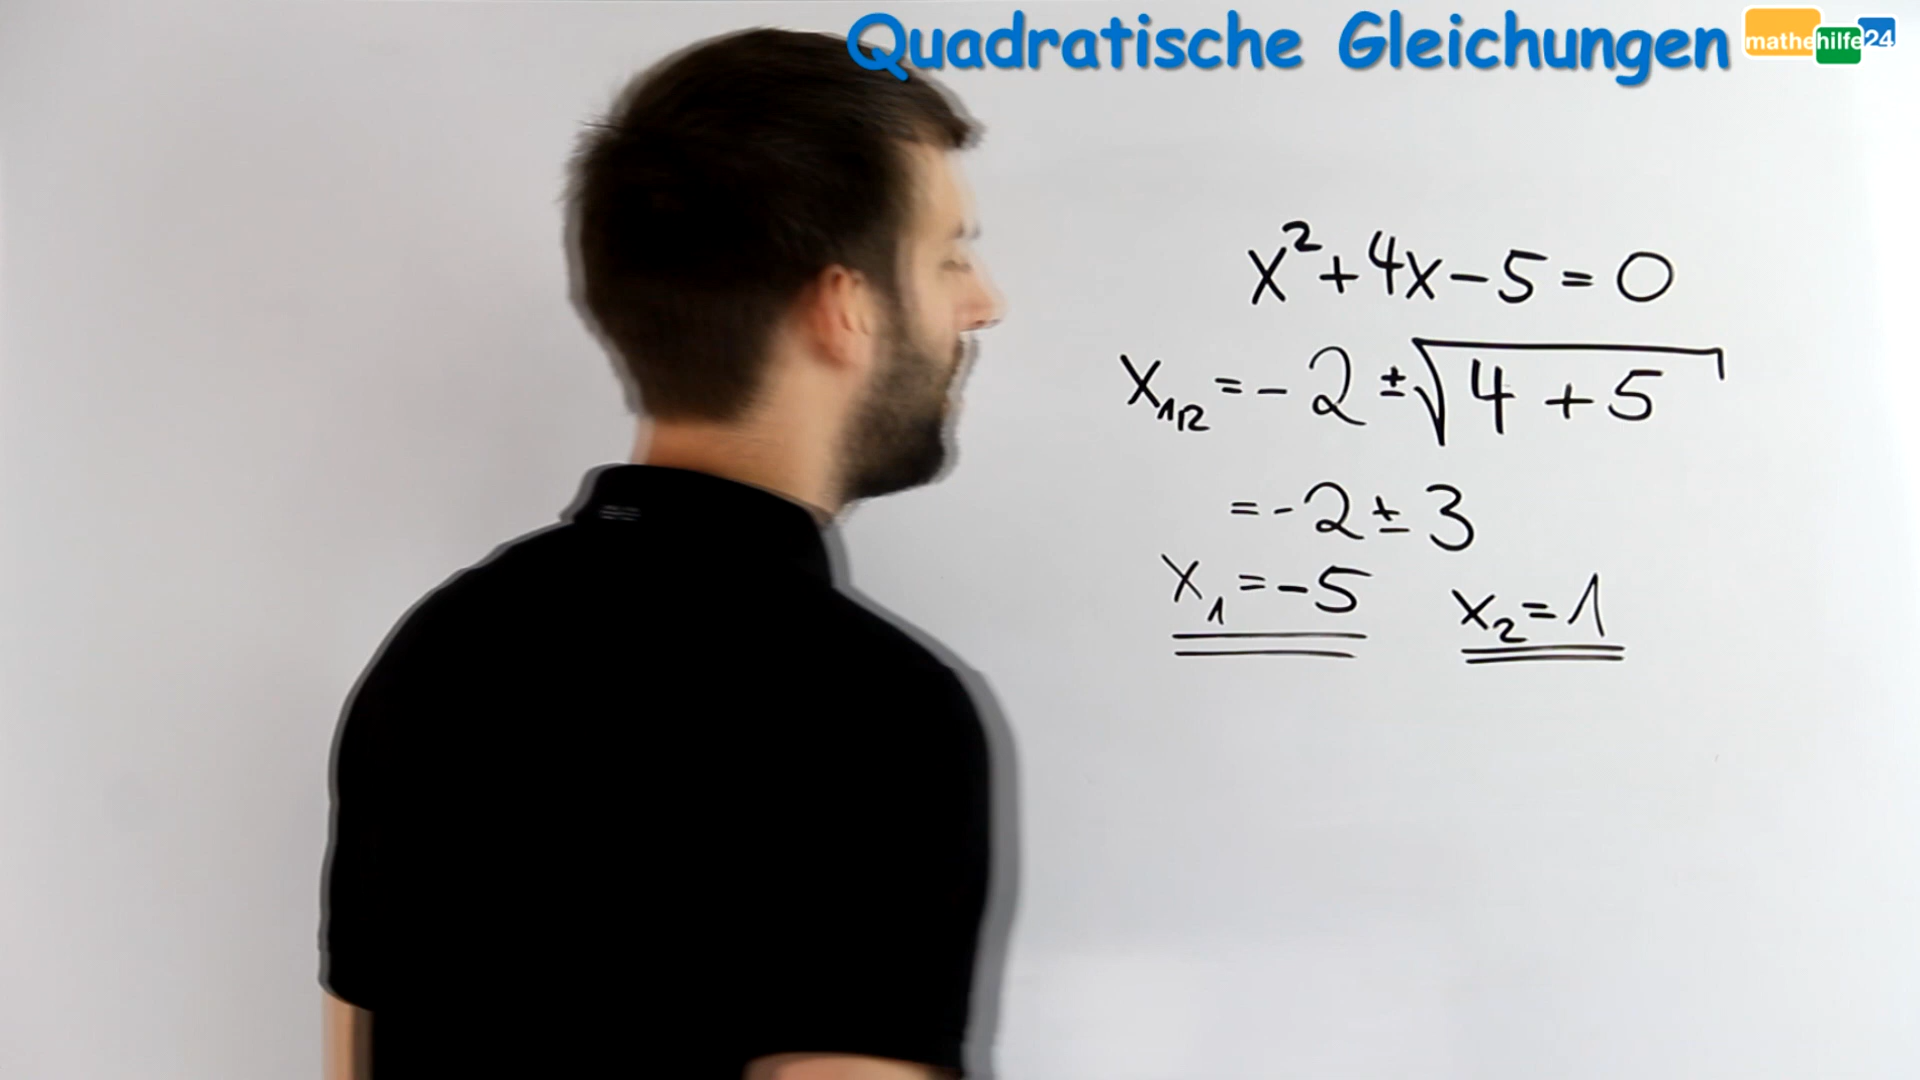 Quadratische Gleichungen
mathehilfe24
x²+4x-5=0
x₁,₂=-2±√4+5
=-2±3
x₁=-5 x₂=1